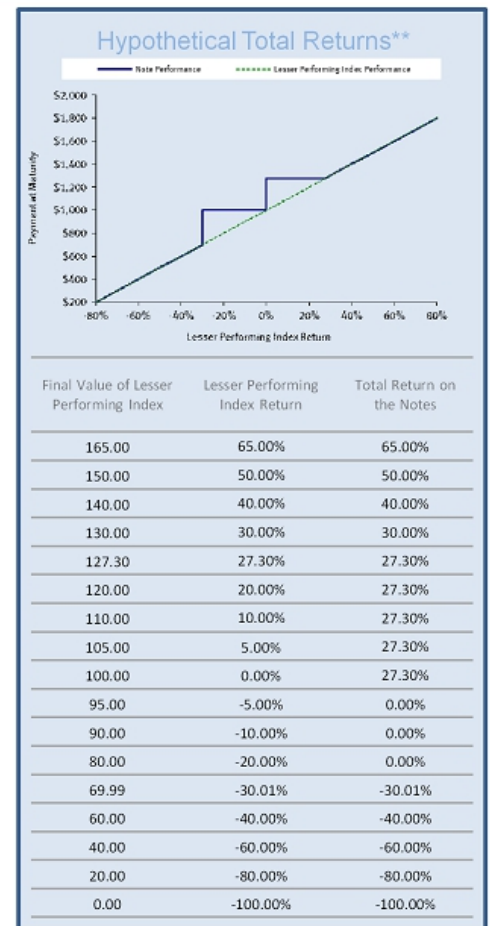 Hypothetical Total Returns**
Note Performance Lesser Performing Index Performance
$2,000
$1,800
$1,600
$1,400
$1,200
$1,000
$800
$600
$400
$200
Payment at Maturity
-80% -60% -40% -20% 0% 20% 40% 60% 80%
Lesser Performing Index Return
Final Value of Lesser Performing Index Lesser Performing Index Return Total Return on the Notes
165.00 65.00% 65.00%
150.00 50.00% 50.00%
140.00 40.00% 40.00%
130.00 30.00% 30.00%
127.30 27.30% 27.30%
120.00 20.00% 27.30%
110.00 10.00% 27.30%
105.00 5.00% 27.30%
100.00 0.00% 27.30%
95.00 -5.00% 0.00%
90.00 -10.00% 0.00%
80.00 -20.00% 0.00%
69.99 -30.01% -30.01%
60.00 -40.00% -40.00%
40.00 -60.00% -60.00%
20.00 -80.00% -80.00%
0.00 -100.00% -100.00%